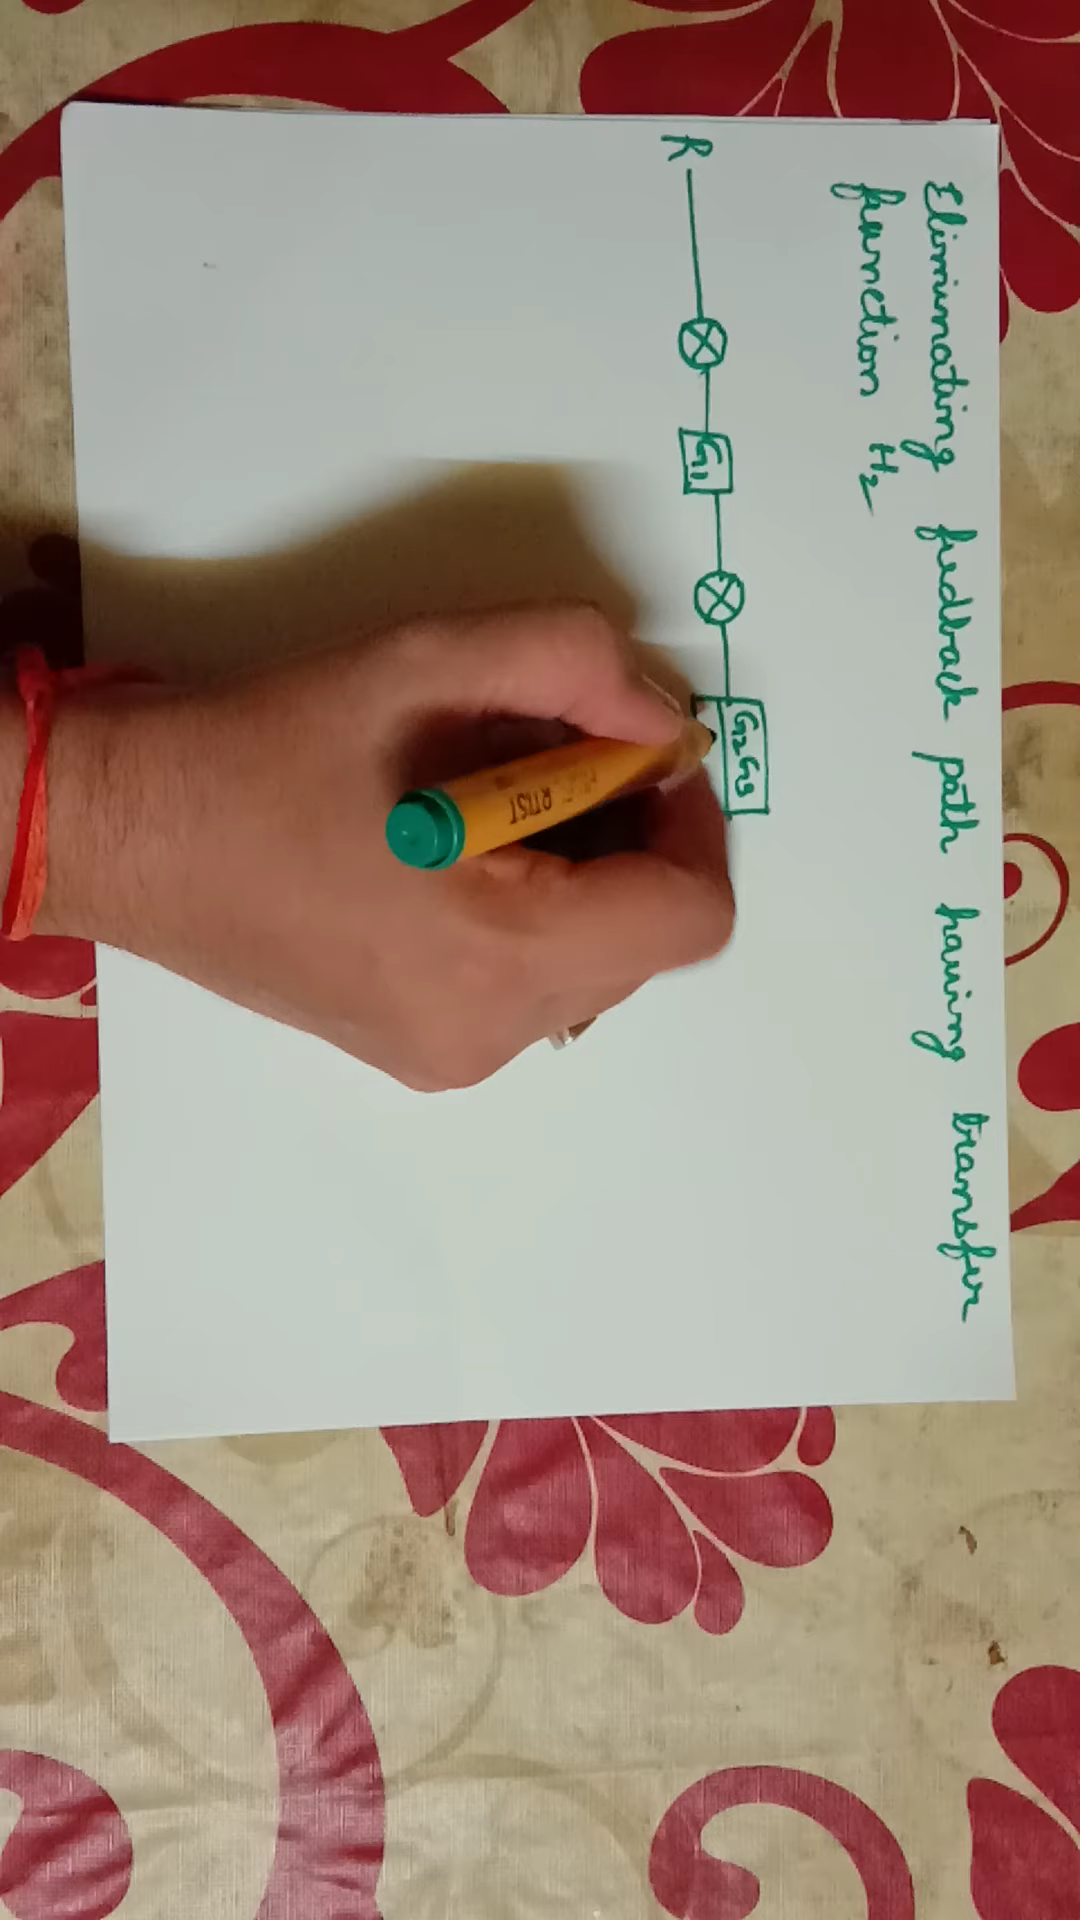 Eliminating feedback path having transfer
function H2
R
G1
G2G3
RTIST